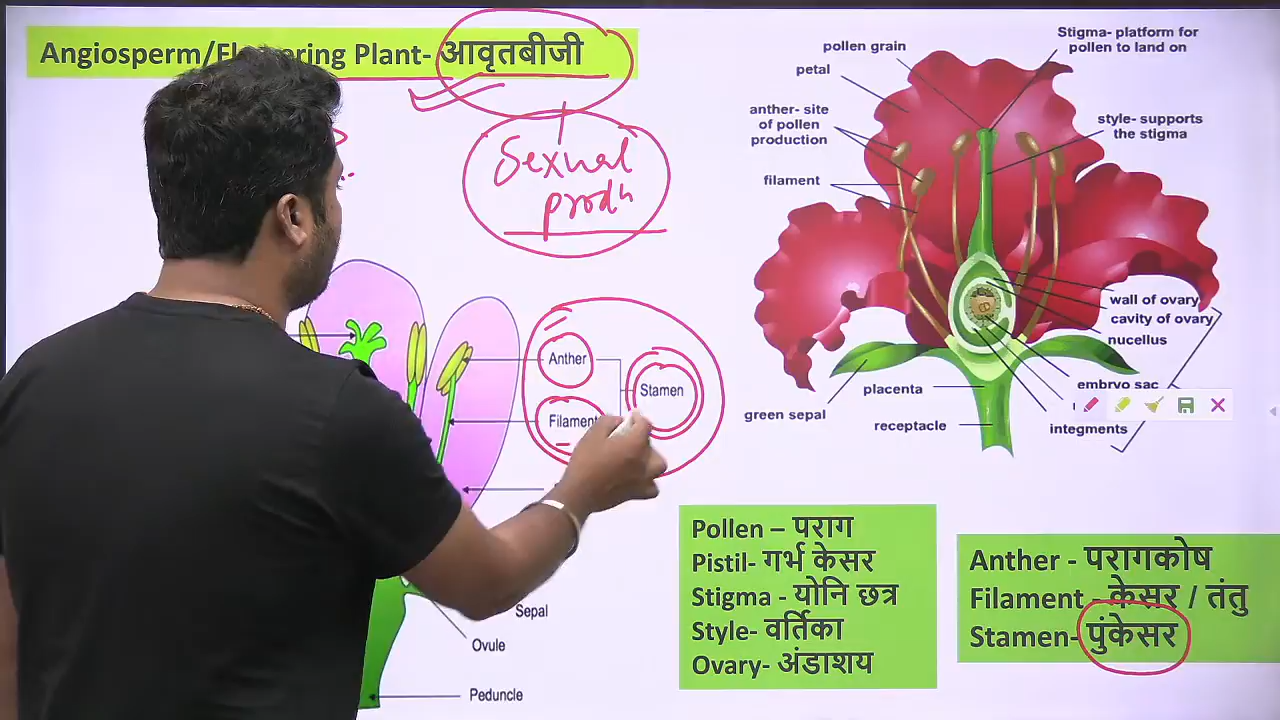 Angiosperm/Flowering Plant- आवृतबीजी
Sexual
prodn
Anther
Filament
Stamen
Sepal
Ovule
Peduncle
pollen grain
Stigma- platform for
pollen to land on
petal
anther- site
of pollen
production
style- supports
the stigma
filament
wall of ovary
cavity of ovary
nucellus
embryo sac
placenta
green sepal
receptacle
integments
Pollen – पराग
Pistil- गर्भ केसर
Stigma - योनि छत्र
Style- वर्तिका
Ovary- अंडाशय
Anther - परागकोष
Filament - केसर / तंतु
Stamen- पुंकेसर